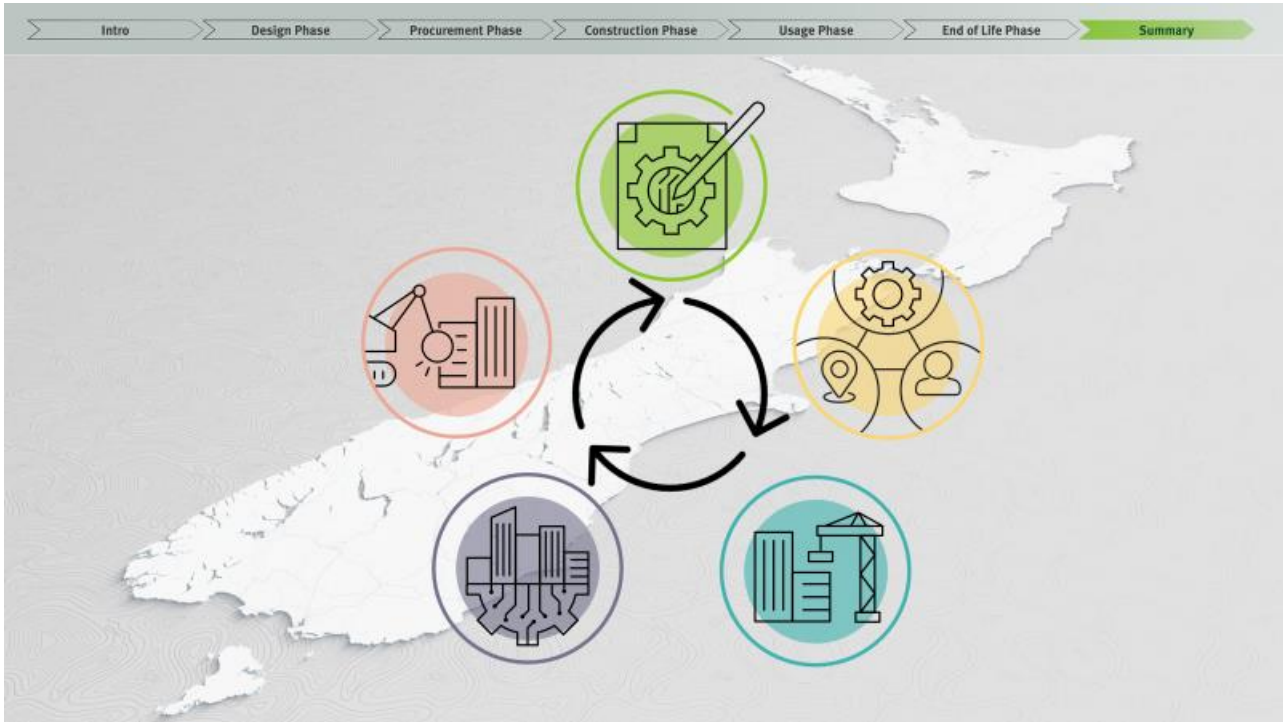 Intro
Design Phase
Procurement Phase
Construction Phase
Usage Phase
End of Life Phase
Summary